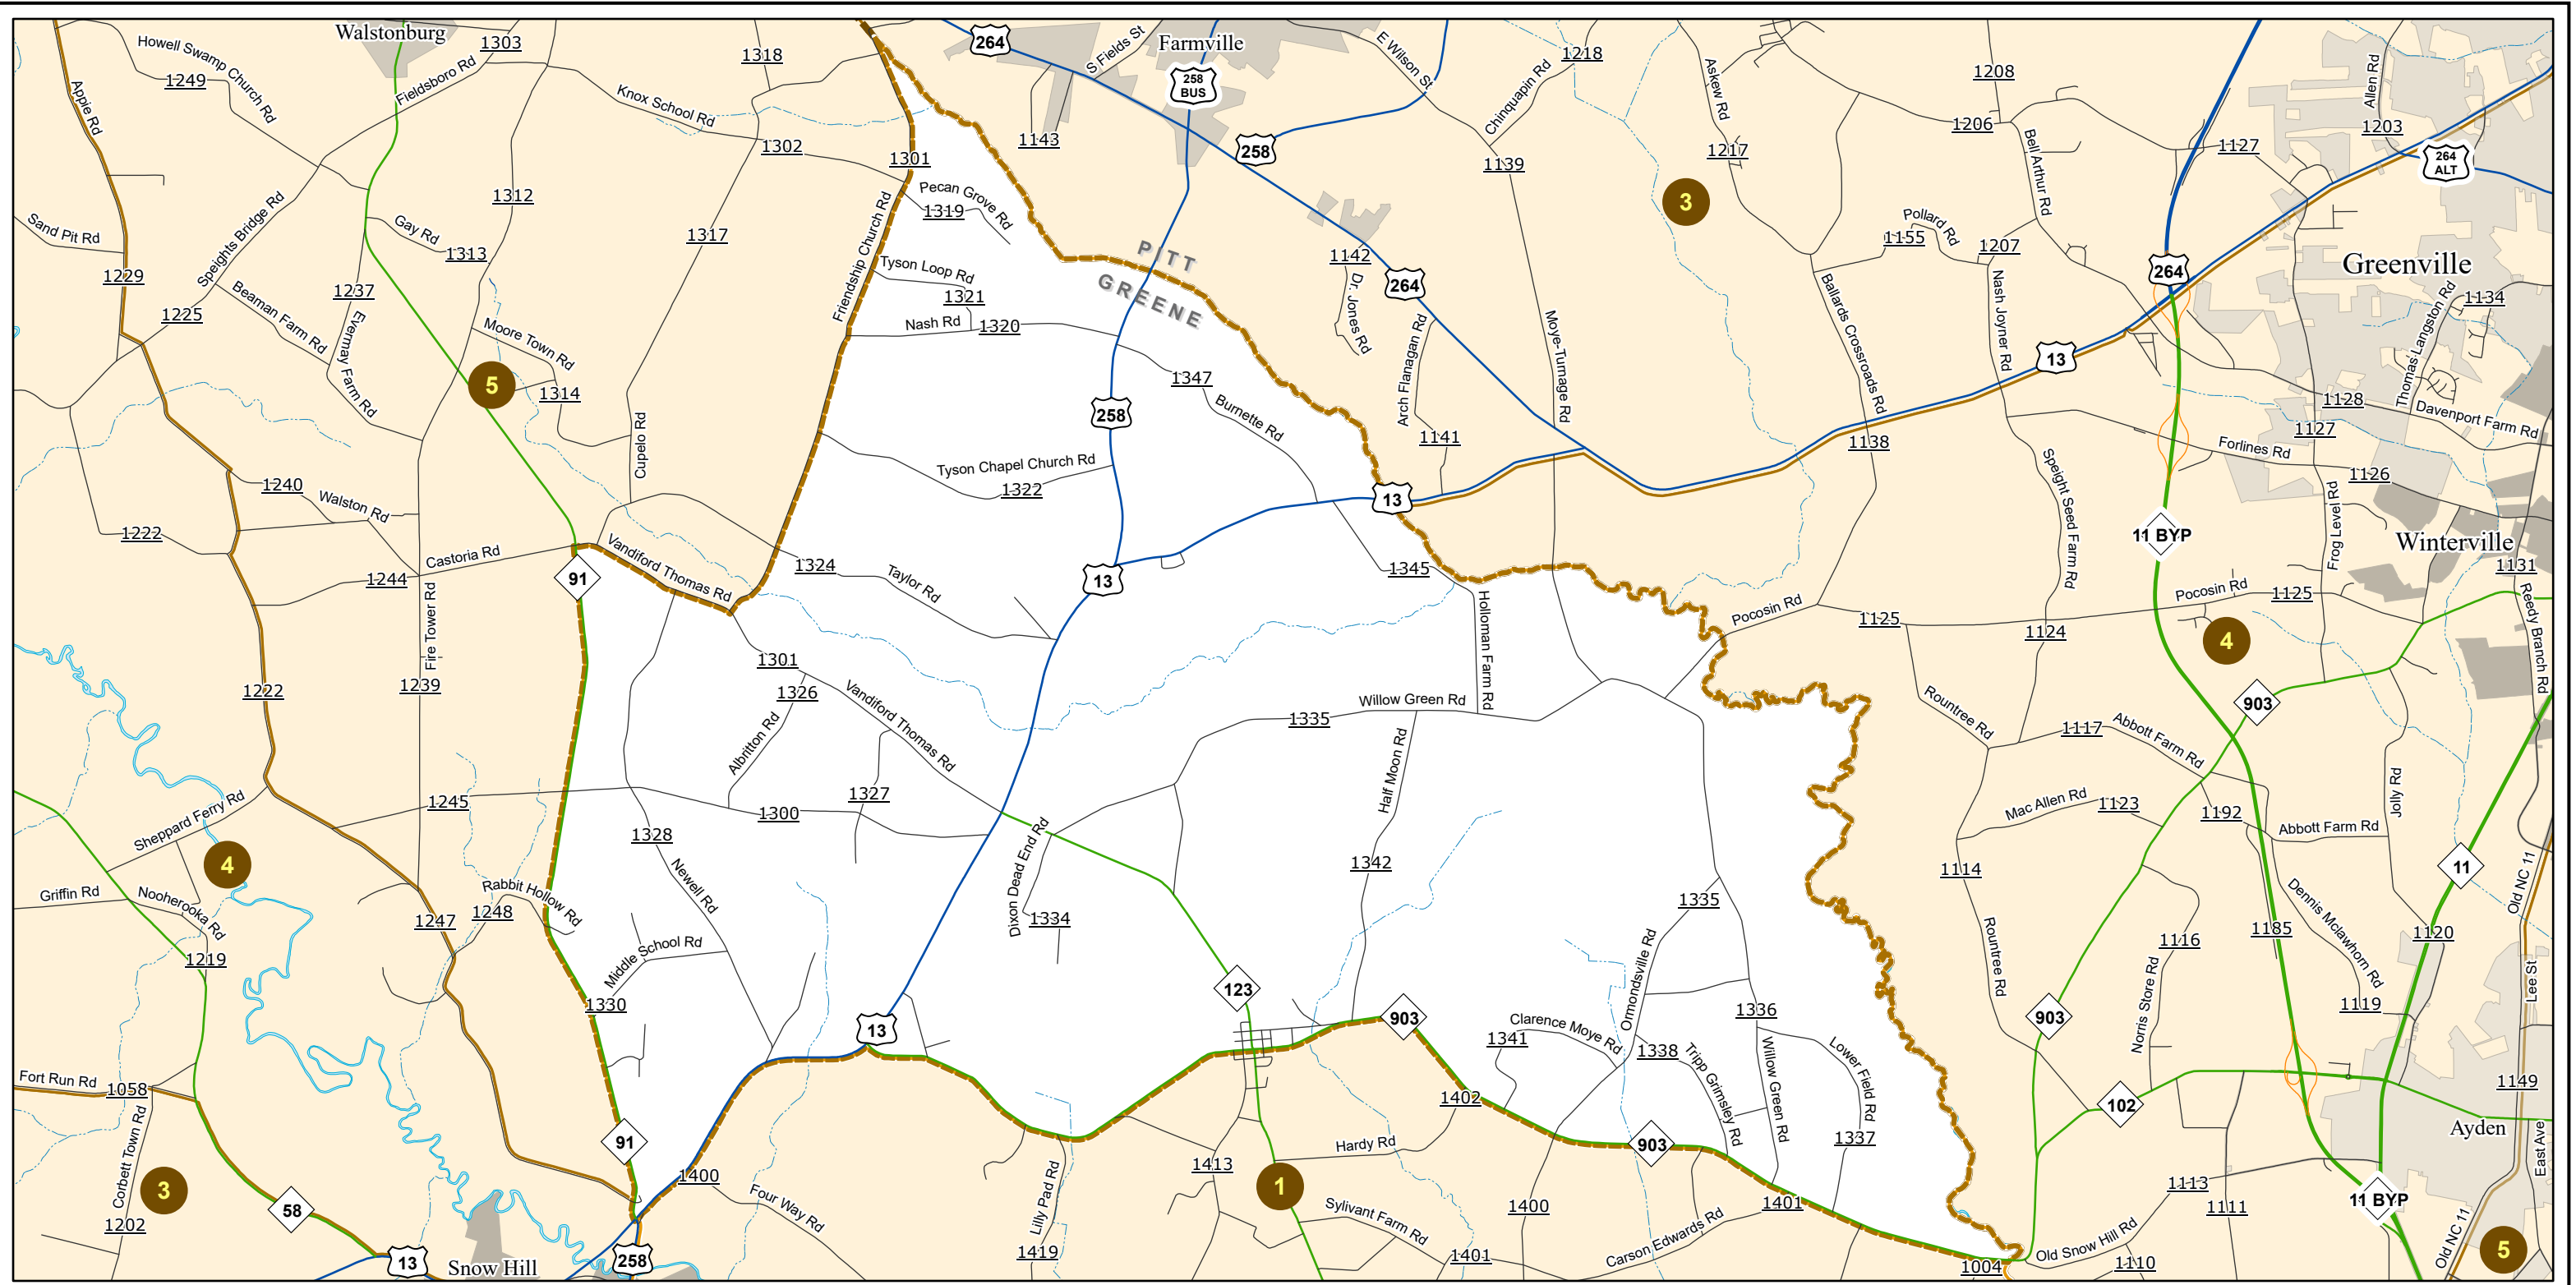 Walstonburg
Howell Swamp Church Rd
1249
1303
Fieldsboro Rd
Appie Rd
1318
Knox School Rd
1302
1301
264
S Fields St
Farmville
258
BUS
1143
258
E Wilson St
Chinquapin Rd
1218
1139
Askew Rd
1217
3
1208
1206
Bell Arthur Rd
1127
Allen Rd
1203
264
ALT
Sand Pit Rd
1229
Speights Bridge Rd
1225
Gay Rd
1313
1312
1317
Friendship Church Rd
Pecan Grove Rd
1319
PITT
GREENE
Tyson Loop Rd
1321
Nash Rd
1320
1142
Dr. Jones Rd
264
Pollard Rd
1155
1207
Nash Joyner Rd
264
Greenville
1134
Thomas Langston Rd
1237
Evermay Farm Rd
Beaman Farm Rd
Moore Town Rd
1314
5
Cupelo Rd
258
1347
Burnette Rd
Arch Flanagan Rd
1141
Moye-Turnage Rd
Ballards Crossroads Rd
1138
13
1128
Davenport Farm Rd
1127
Forlines Rd
1126
Tyson Chapel Church Rd
1322
1240
Walston Rd
1222
1244
Castoria Rd
91
Vandiford Thomas Rd
1324
Taylor Rd
13
13
1345
Holloman Farm Rd
Speight Seed Farm Rd
11 BYP
Frog Level Rd
Winterville
1131
Reedy Branch Rd
Pocosin Rd
1125
1124
Pocosin Rd
1125
4
Fire Tower Rd
1239
1222
1301
1326
Albritton Rd
Vandiford Thomas Rd
1335
Willow Green Rd
Half Moon Rd
1342
Rountree Rd
1117
Abbott Farm Rd
903
Jolly Rd
1245
Sheppard Ferry Rd
4
1300
1327
1328
Newell Rd
Dixon Dead End Rd
1334
Mac Allen Rd
1123
1192
Abbott Farm Rd
11
1114
Rountree Rd
Griffin Rd
Nooherooka Rd
1219
1247
1248
Rabbit Hollow Rd
Middle School Rd
1330
123
13
903
1335
Ormondsville Rd
1336
Willow Green Rd
Clarence Moye Rd
1341
1338
Tripp Grimsley Rd
Lower Field Rd
1337
1116
Norris Store Rd
903
1185
Dennis Mclawhorn Rd
1119
1120
Old NC 11
Lee St
1149
Fort Run Rd
1058
Corbett Town Rd
1202
3
58
91
1400
Four Way Rd
1402
Hardy Rd
903
102
Ayden
East Ave
13
Snow Hill
258
Lilly Pad Rd
1419
1413
1
Sylivant Farm Rd
1401
1400
Carson Edwards Rd
1401
1004
Old Snow Hill Rd
1113
1111
1110
11 BYP
Old NC 11
5